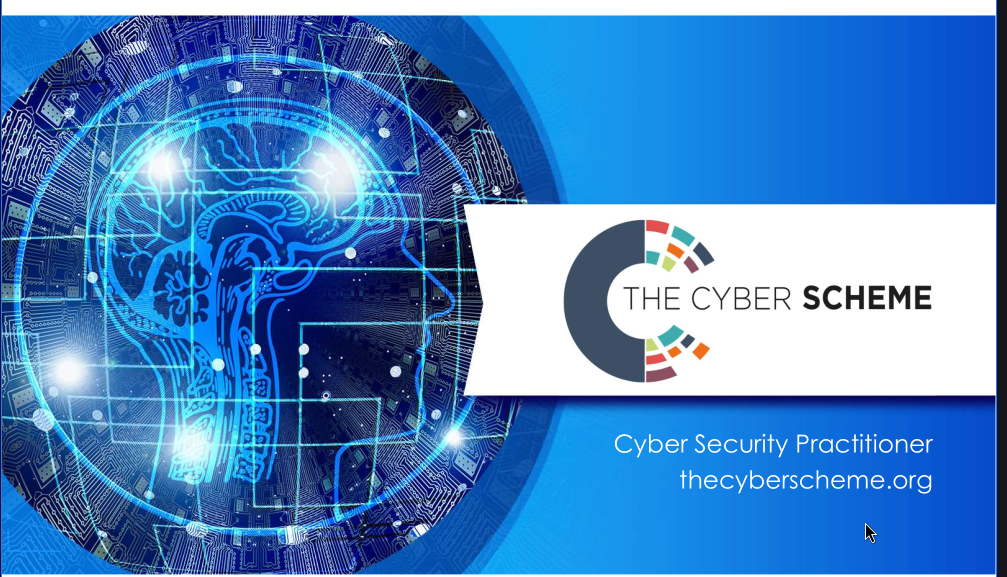 THE CYBER SCHEME
Cyber Security Practitioner
thecyberscheme.org